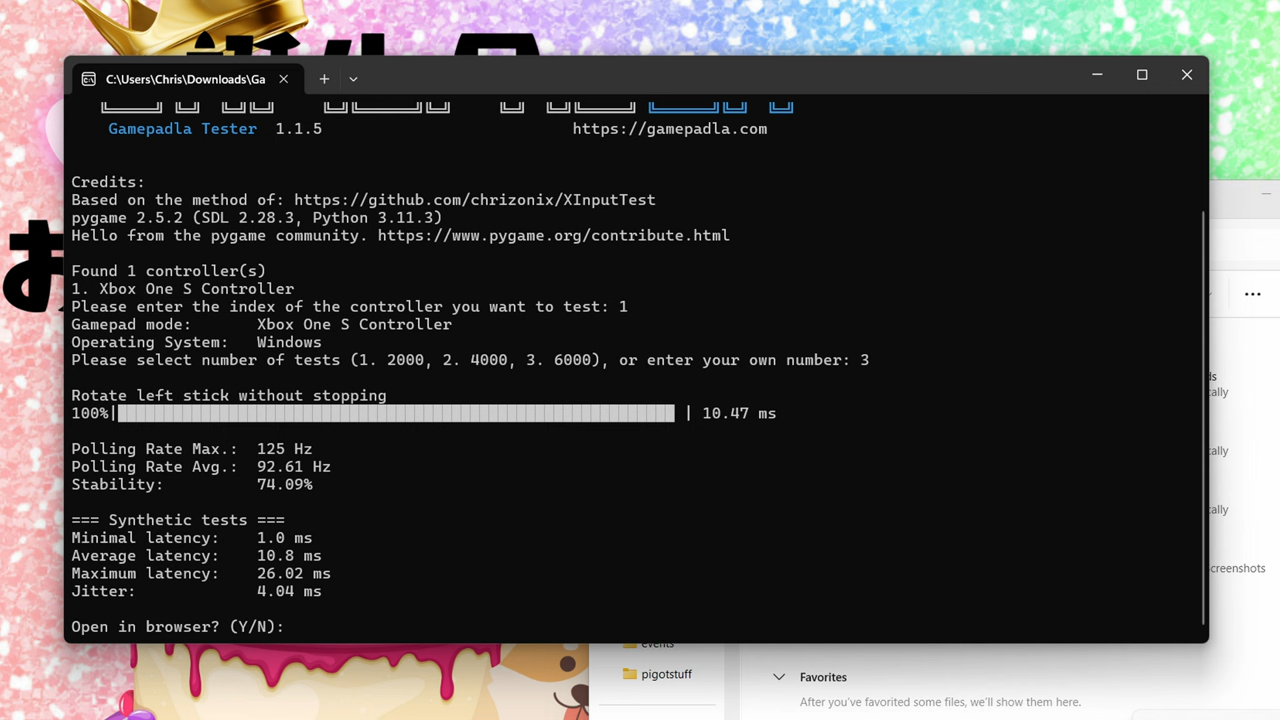 C:\Users\Chris\Downloads\Ga
Gamepadla Tester 1.1.5 https://gamepadla.com
Credits:
Based on the method of: https://github.com/chrizonix/XInputTest
pygame 2.5.2 (SDL 2.28.3, Python 3.11.3)
Hello from the pygame community. https://www.pygame.org/contribute.html
Found 1 controller(s)
1. Xbox One S Controller
Please enter the index of the controller you want to test: 1
Gamepad mode: Xbox One S Controller
Operating System: Windows
Please select number of tests (1. 2000, 2. 4000, 3. 6000), or enter your own number: 3
Rotate left stick without stopping
100%| | 10.47 ms
Polling Rate Max.: 125 Hz
Polling Rate Avg.: 92.61 Hz
Stability: 74.09%
=== Synthetic tests ===
Minimal latency: 1.0 ms
Average latency: 10.8 ms
Maximum latency: 26.02 ms
Jitter: 4.04 ms
Open in browser? (Y/N):
events
pigotstuff
Favorites
After you've favorited some files, we'll show them here.